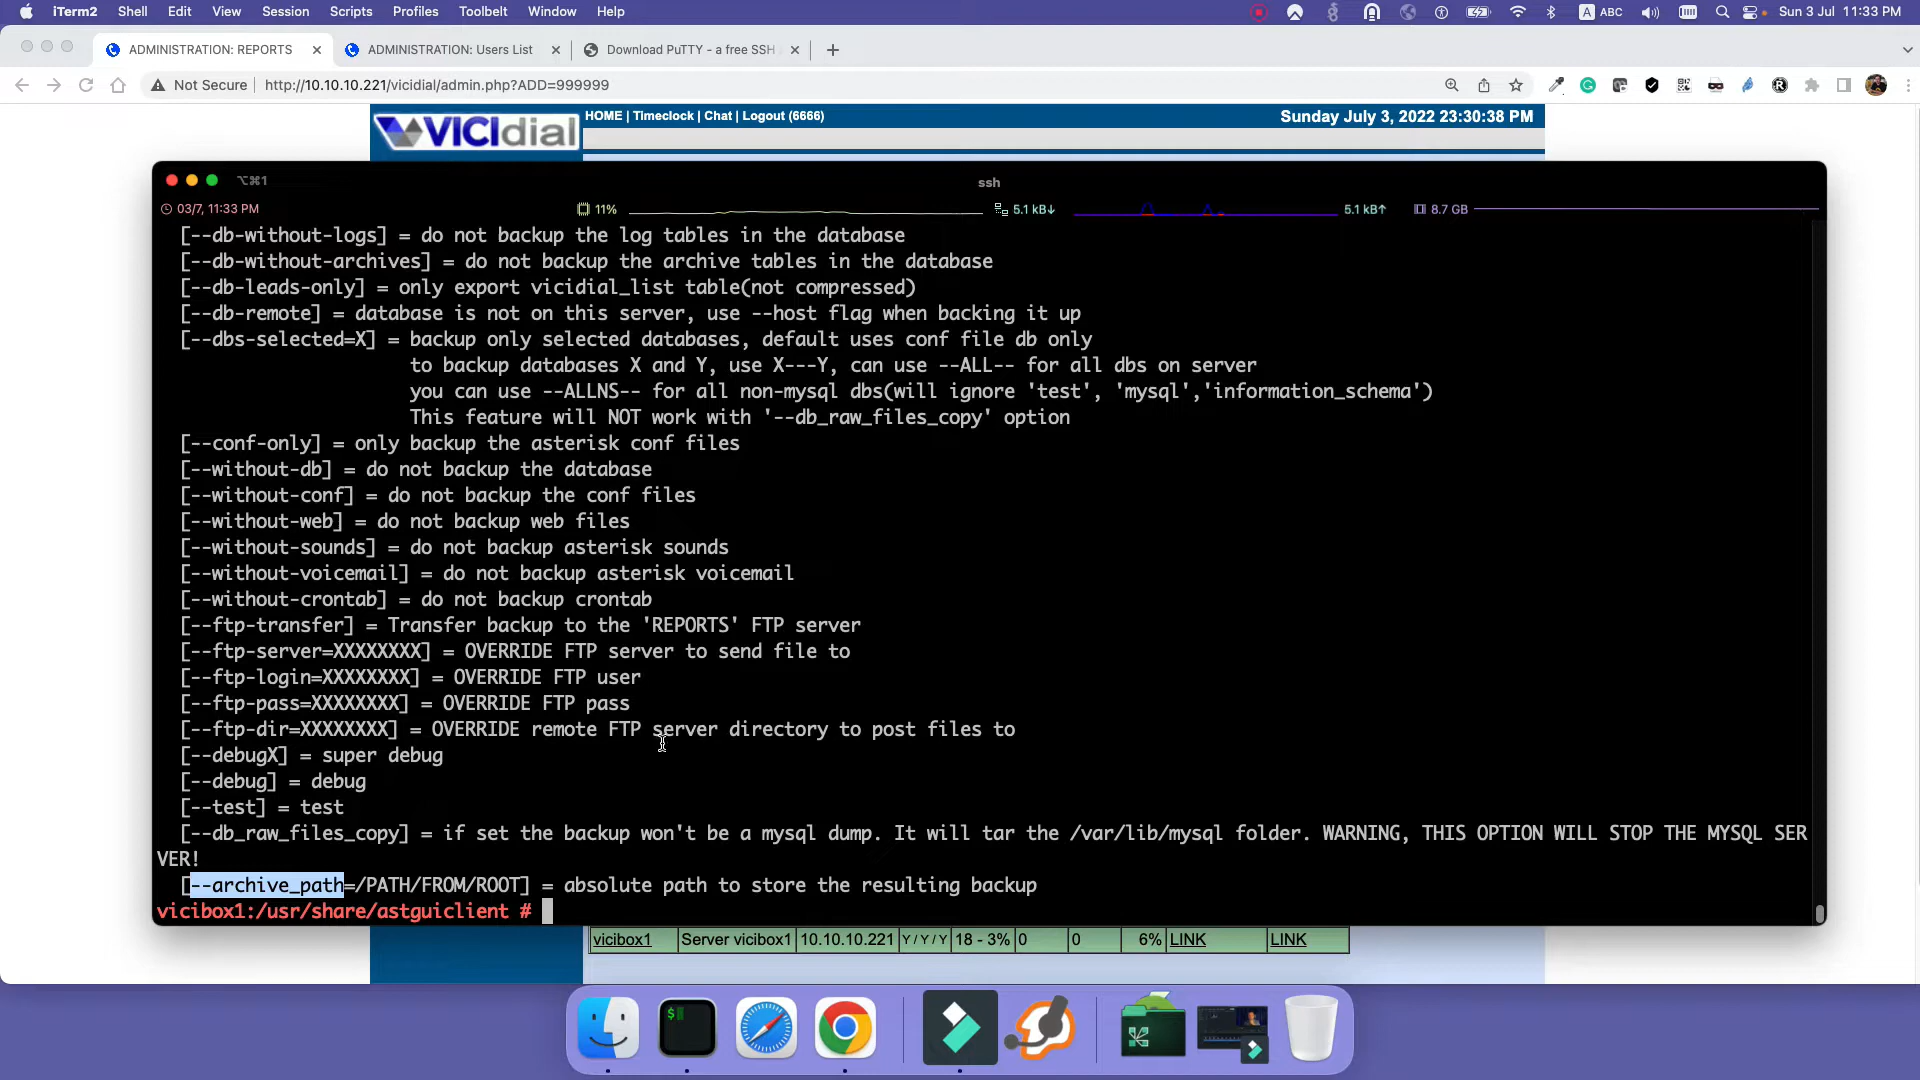 iTerm2 Shell Edit View Session Scripts Profiles Toolbelt Window Help
ABC Sun 3 Jul 11:33 PM
ADMINISTRATION: REPORTS ADMINISTRATION: Users List Download PuTTY - a free SSH
Not Secure http://10.10.10.221/vicidial/admin.php?ADD=999999
VICIdial HOME | Timeclock | Chat | Logout (6666) Sunday July 3, 2022 23:30:38 PM
⌥⌘1 ssh
03/7, 11:33 PM 11% 5.1 kB↓ 5.1 kB↑ 8.7 GB
[--db-without-logs] = do not backup the log tables in the database
[--db-without-archives] = do not backup the archive tables in the database
[--db-leads-only] = only export vicidial_list table(not compressed)
[--db-remote] = database is not on this server, use --host flag when backing it up
[--dbs-selected=X] = backup only selected databases, default uses conf file db only
to backup databases X and Y, use X---Y, can use --ALL-- for all dbs on server
you can use --ALLNS-- for all non-mysql dbs(will ignore 'test', 'mysql','information_schema')
This feature will NOT work with '--db_raw_files_copy' option
[--conf-only] = only backup the asterisk conf files
[--without-db] = do not backup the database
[--without-conf] = do not backup the conf files
[--without-web] = do not backup web files
[--without-sounds] = do not backup asterisk sounds
[--without-voicemail] = do not backup asterisk voicemail
[--without-crontab] = do not backup crontab
[--ftp-transfer] = Transfer backup to the 'REPORTS' FTP server
[--ftp-server=XXXXXXXX] = OVERRIDE FTP server to send file to
[--ftp-login=XXXXXXXX] = OVERRIDE FTP user
[--ftp-pass=XXXXXXXX] = OVERRIDE FTP pass
[--ftp-dir=XXXXXXXX] = OVERRIDE remote FTP server directory to post files to
[--debugX] = super debug
[--debug] = debug
[--test] = test
[--db_raw_files_copy] = if set the backup won't be a mysql dump. It will tar the /var/lib/mysql folder. WARNING, THIS OPTION WILL STOP THE MYSQL SER
VER!
[--archive_path=/PATH/FROM/ROOT] = absolute path to store the resulting backup
vicibox1:/usr/share/astguiclient #
vicibox1 Server vicibox1 10.10.10.221 Y / Y / Y 18 - 3% 0 0 6% LINK LINK